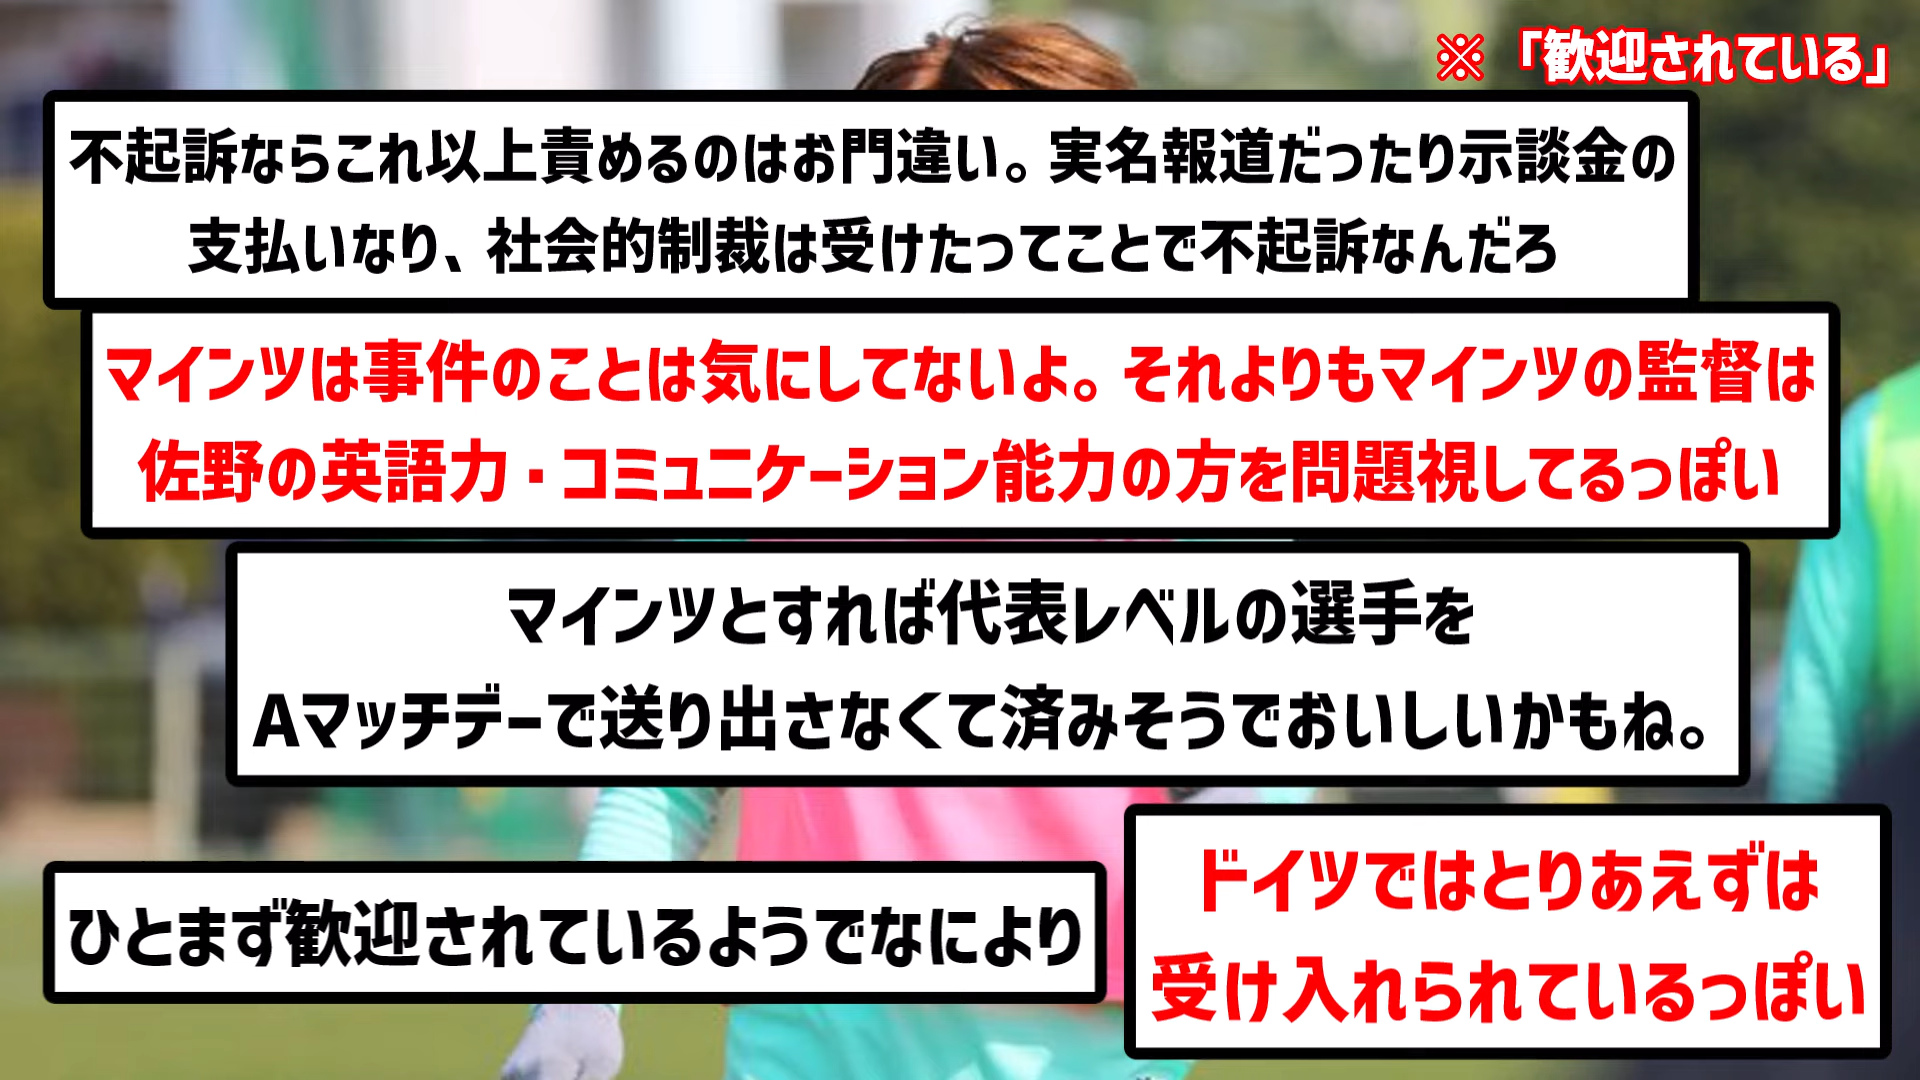 ※「歓迎されている」
不起訴ならこれ以上責めるのはお門違い。実名報道だったり示談金の
支払いなり、社会的制裁は受けたってことで不起訴なんだろ
マインツは事件のことは気にしてないよ。それよりもマインツの監督は
佐野の英語力・コミュニケーション能力の方を問題視してるっぽい
マインツとすれば代表レベルの選手を
Aマッチデーで送り出さなくて済みそうでおいしいかもね。
ひとまず歓迎されているようでなにより
ドイツではとりあえずは
受け入れられているっぽい